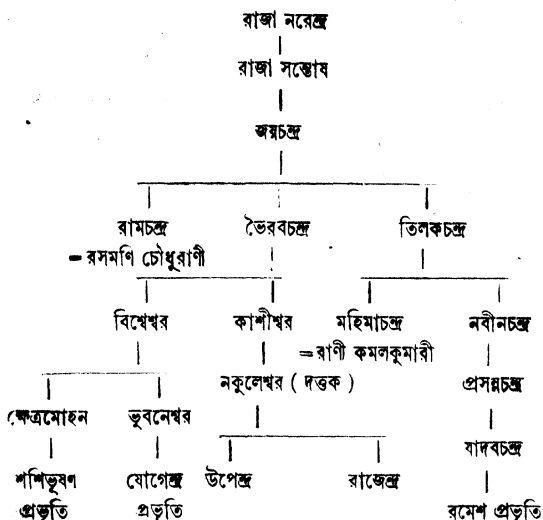 রাজা নরেন্দ্র
রাজা সন্তোষ
জয়চন্দ্র
রামচন্দ্র ভৈরবচন্দ্র তিলকচন্দ্র
= রসমণি চৌধুরাণী
বিশ্বেশ্বর কাশীশ্বর মহিমাচন্দ্র নবীনচন্দ্র
= রাণী কমলকুমারী
নকুলেশ্বর ( দত্তক ) প্রসন্নচন্দ্র
ক্ষেত্রমোহন ভুবনেশ্বর
যাদবচন্দ্র
শশিভূষণ যোগেন্দ্র উপেন্দ্র রাজেন্দ্র
প্রভৃতি প্রভৃতি রমেশ প্রভৃতি